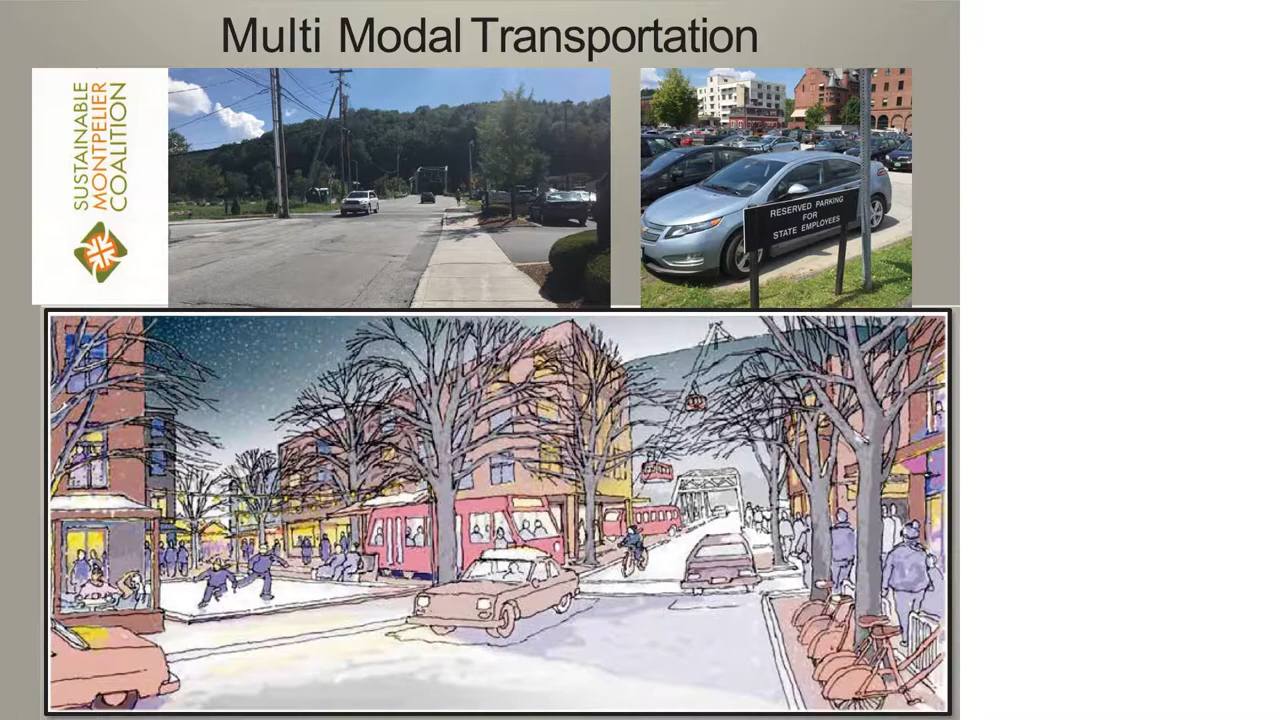 Multi Modal Transportation
SUSTAINABLE
MONTPELIER
COALITION
RESERVED PARKING
FOR
STATE EMPLOYEES